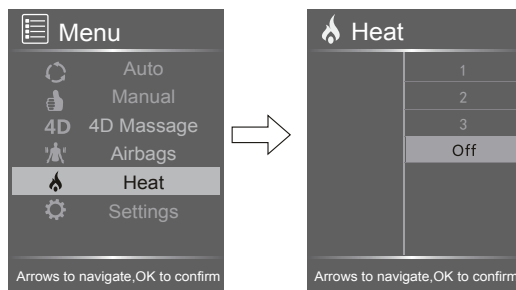 Menu
Auto
Manual
4D 4D Massage
Airbags
Heat
Settings
Arrows to navigate,OK to confirm
Heat
1
2
3
Off
Arrows to navigate,OK to confirm